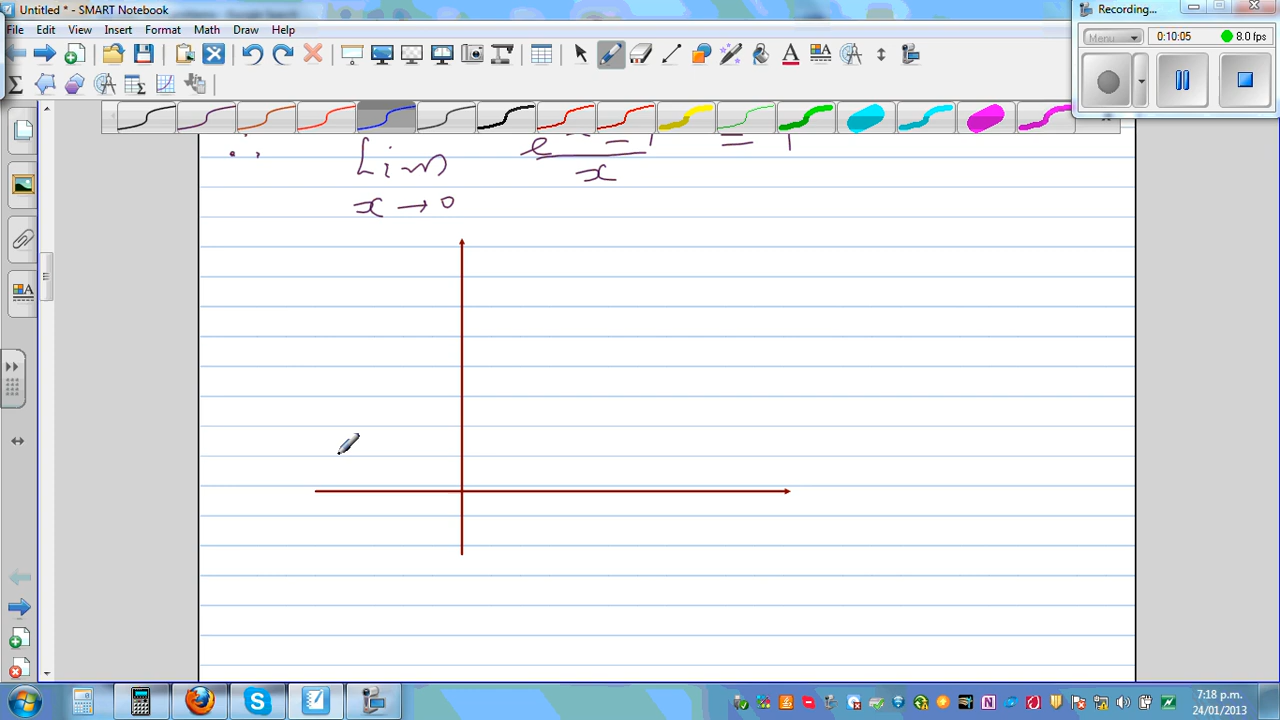 Untitled * - SMART Notebook
Recording...
File Edit View Insert Format Math Draw Help
Menu 0:10:05 8.0 fps
∴ Lim e - 1 = 1
x
x → 0
7:18 p.m.
24/01/2013